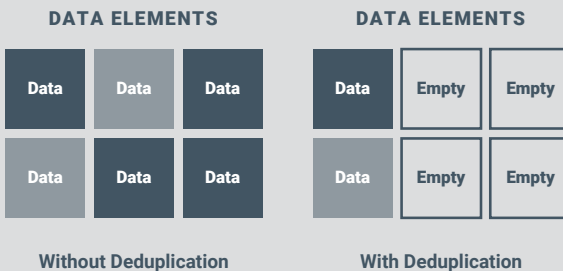 DATA ELEMENTS
Data Data Data
Data Data Data
Without Deduplication
DATA ELEMENTS
Data Empty Empty
Data Empty Empty
With Deduplication